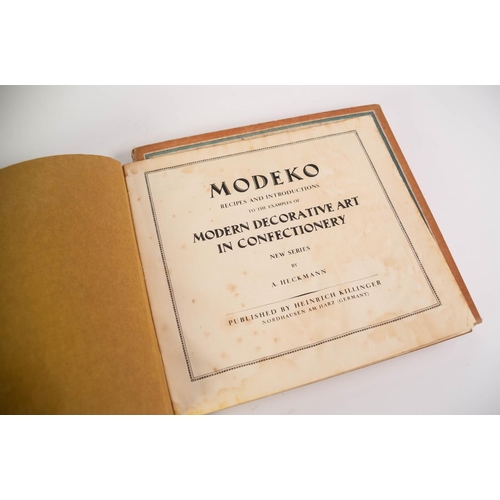 MODEKO
RECIPES AND INTRODUCTIONS
TO THE EXAMPLES OF
MODERN DECORATIVE ART
IN CONFECTIONERY
NEW SERIES
BY
A. HECKMANN
PUBLISHED BY HEINRICH KILLINGER
NORDHAUSEN AM HARZ (GERMANY)